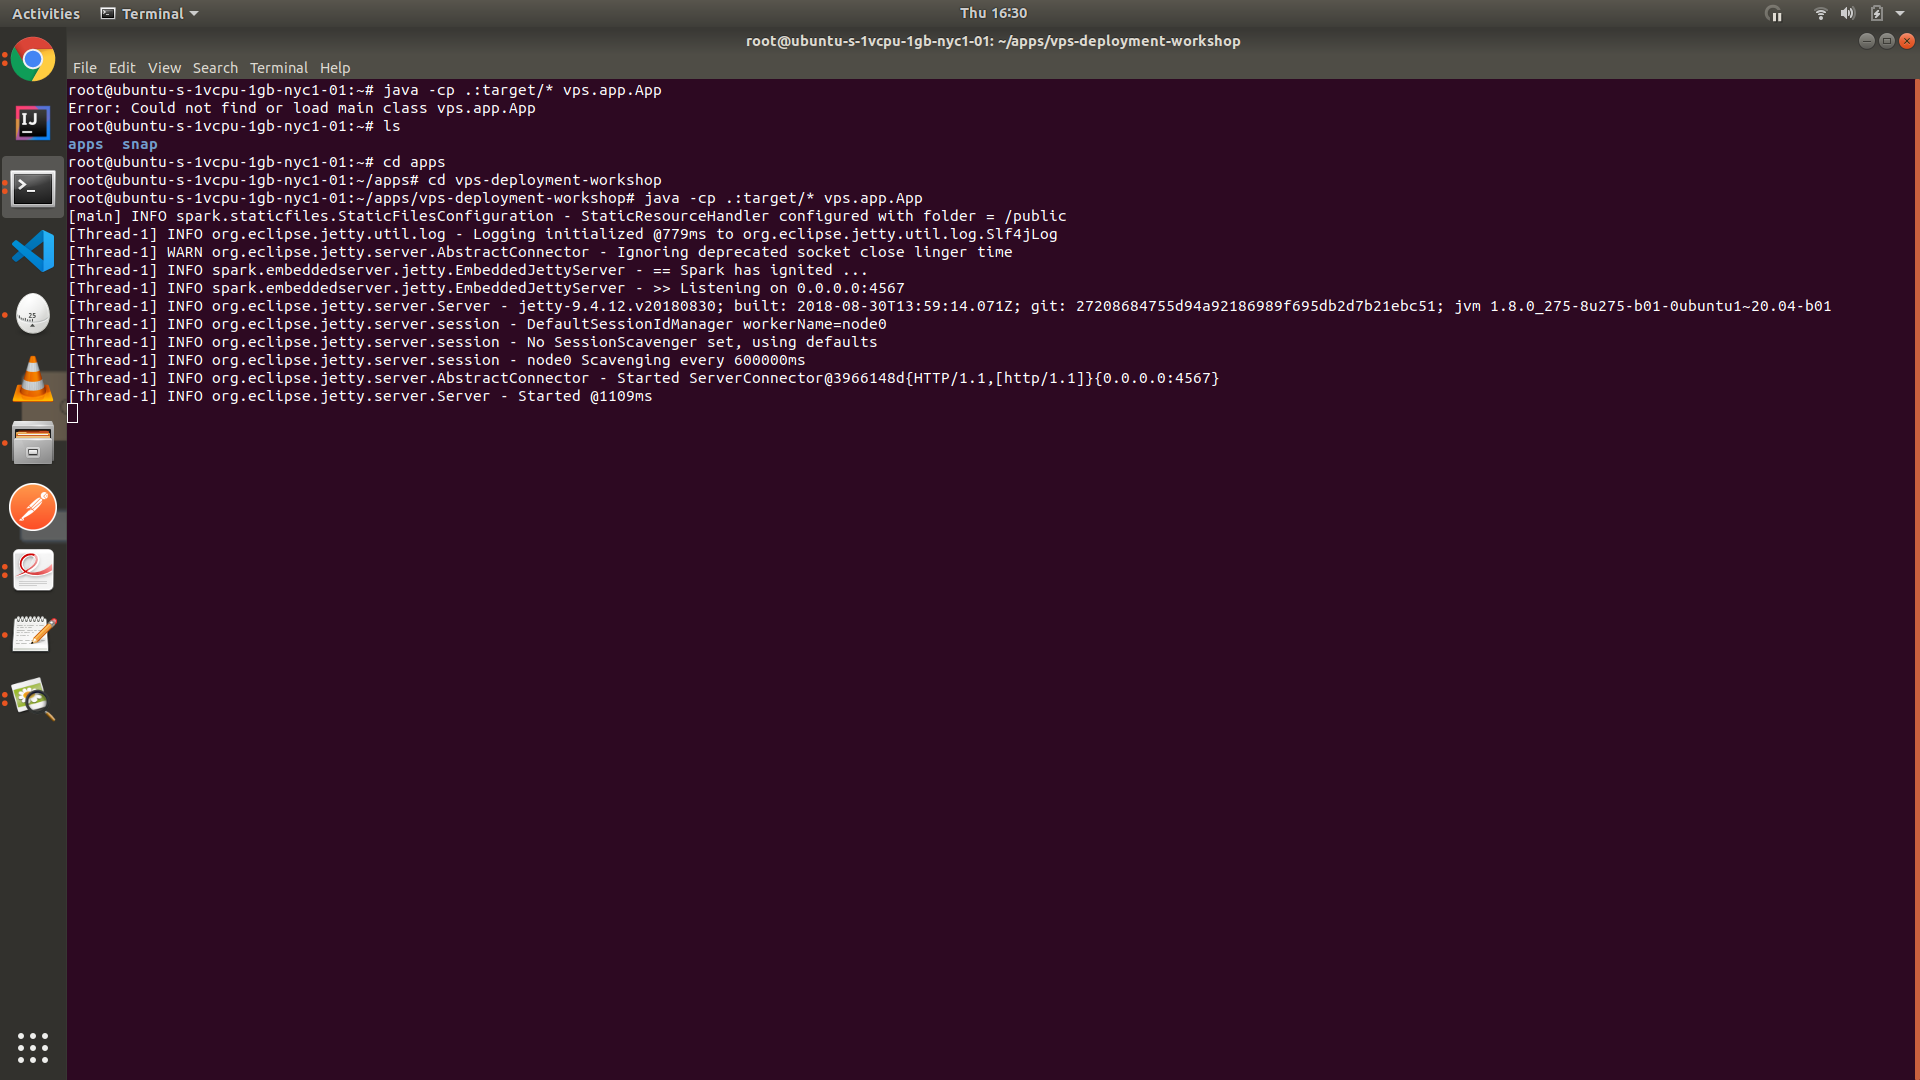 Activities Terminal Thu 16:30
root@ubuntu-s-1vcpu-1gb-nyc1-01: ~/apps/vps-deployment-workshop
File Edit View Search Terminal Help
root@ubuntu-s-1vcpu-1gb-nyc1-01:~# java -cp .:target/* vps.app.App
Error: Could not find or load main class vps.app.App
root@ubuntu-s-1vcpu-1gb-nyc1-01:~# ls
apps  snap
root@ubuntu-s-1vcpu-1gb-nyc1-01:~# cd apps
root@ubuntu-s-1vcpu-1gb-nyc1-01:~/apps# cd vps-deployment-workshop
root@ubuntu-s-1vcpu-1gb-nyc1-01:~/apps/vps-deployment-workshop# java -cp .:target/* vps.app.App
[main] INFO spark.staticfiles.StaticFilesConfiguration - StaticResourceHandler configured with folder = /public
[Thread-1] INFO org.eclipse.jetty.util.log - Logging initialized @779ms to org.eclipse.jetty.util.log.Slf4jLog
[Thread-1] WARN org.eclipse.jetty.server.AbstractConnector - Ignoring deprecated socket close linger time
[Thread-1] INFO spark.embeddedserver.jetty.EmbeddedJettyServer - == Spark has ignited ...
[Thread-1] INFO spark.embeddedserver.jetty.EmbeddedJettyServer - >> Listening on 0.0.0.0:4567
[Thread-1] INFO org.eclipse.jetty.server.Server - jetty-9.4.12.v20180830; built: 2018-08-30T13:59:14.071Z; git: 27208684755d94a92186989f695db2d7b21ebc51; jvm 1.8.0_275-8u275-b01-0ubuntu1~20.04-b01
[Thread-1] INFO org.eclipse.jetty.server.session - DefaultSessionIdManager workerName=node0
[Thread-1] INFO org.eclipse.jetty.server.session - No SessionScavenger set, using defaults
[Thread-1] INFO org.eclipse.jetty.server.session - node0 Scavenging every 600000ms
[Thread-1] INFO org.eclipse.jetty.server.AbstractConnector - Started ServerConnector@3966148d{HTTP/1.1,[http/1.1]}{0.0.0.0:4567}
[Thread-1] INFO org.eclipse.jetty.server.Server - Started @1109ms
IJ
25